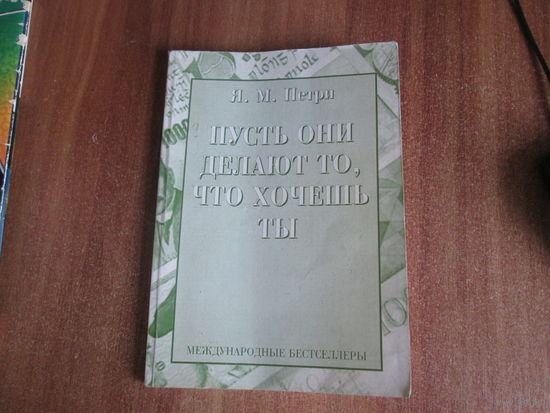 Я. М. Петри
ПУСТЬ ОНИ
ДЕЛАЮТ ТО,
ЧТО ХОЧЕШЬ
ТЫ
МЕЖДУНАРОДНЫЕ БЕСТСЕЛЛЕРЫ